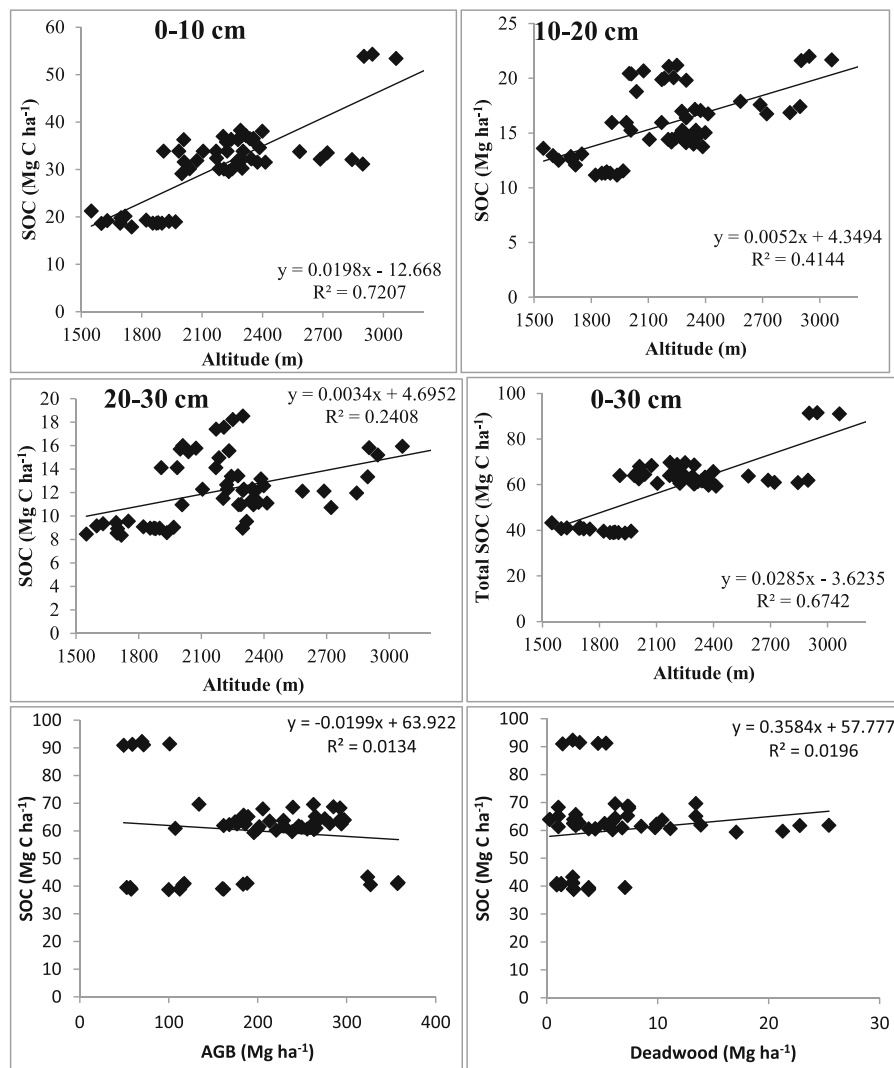 0-10 cm
SOC (Mg C ha⁻¹)
60
50
40
30
20
10
0
y = 0.0198x - 12.668
R² = 0.7207
1500 1800 2100 2400 2700 3000
Altitude (m)
10-20 cm
SOC (Mg C ha⁻¹)
25
20
15
10
5
0
y = 0.0052x + 4.3494
R² = 0.4144
1500 1800 2100 2400 2700 3000
Altitude (m)
20-30 cm
y = 0.0034x + 4.6952
R² = 0.2408
SOC (Mg C ha⁻¹)
20
18
16
14
12
10
8
6
4
2
0
1500 1800 2100 2400 2700 3000
Altitude (m)
0-30 cm
Total SOC (Mg C ha⁻¹)
100
80
60
40
20
0
y = 0.0285x - 3.6235
R² = 0.6742
1500 1800 2100 2400 2700 3000
Altitude (m)
y = -0.0199x + 63.922
R² = 0.0134
SOC (Mg C ha⁻¹)
100
90
80
70
60
50
40
30
20
10
0
0 100 200 300 400
AGB (Mg ha⁻¹)
y = 0.3584x + 57.777
R² = 0.0196
SOC (Mg C ha⁻¹)
100
90
80
70
60
50
40
30
20
10
0
0 10 20 30
Deadwood (Mg ha⁻¹)